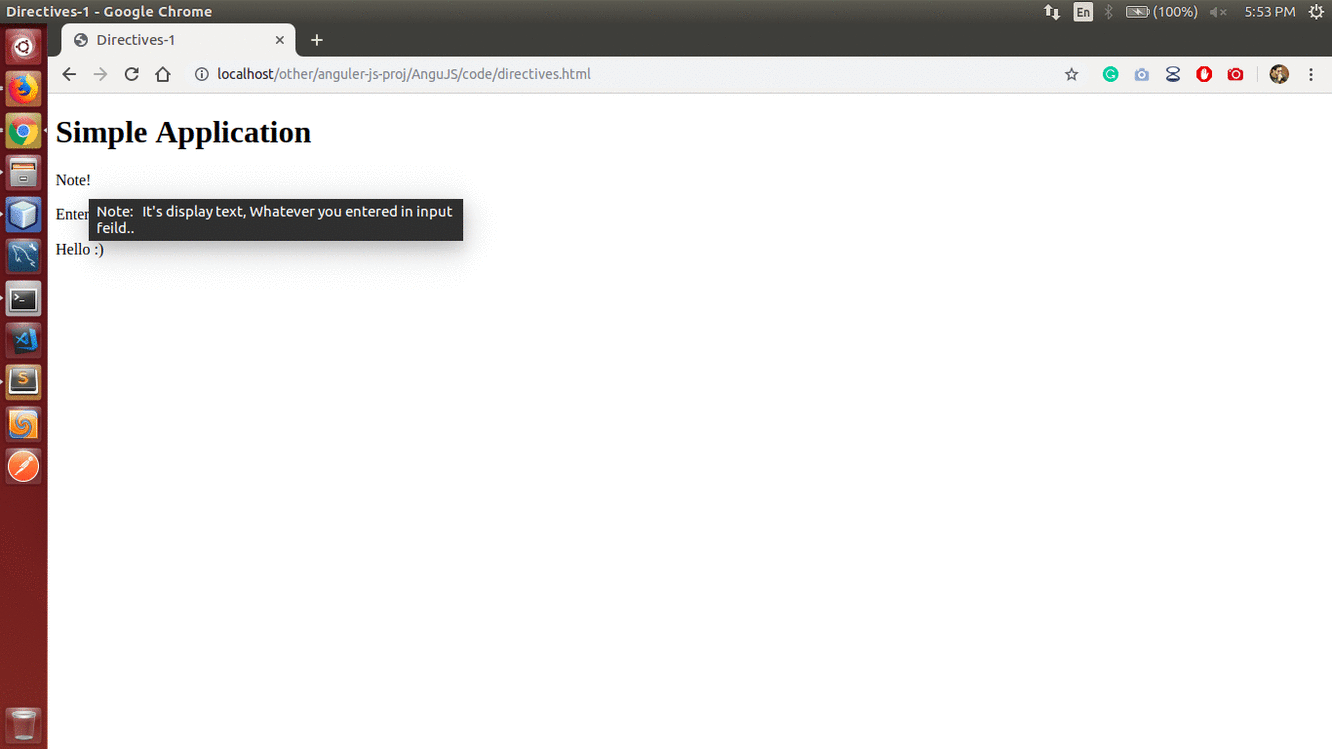 Directives-1 - Google Chrome
En
(100%)
5:53 PM
Directives-1
localhost/other/anguler-js-proj/AnguJS/code/directives.html
Simple Application
Note!
Enter
Note: It's display text, Whatever you entered in input
feild..
Hello :)